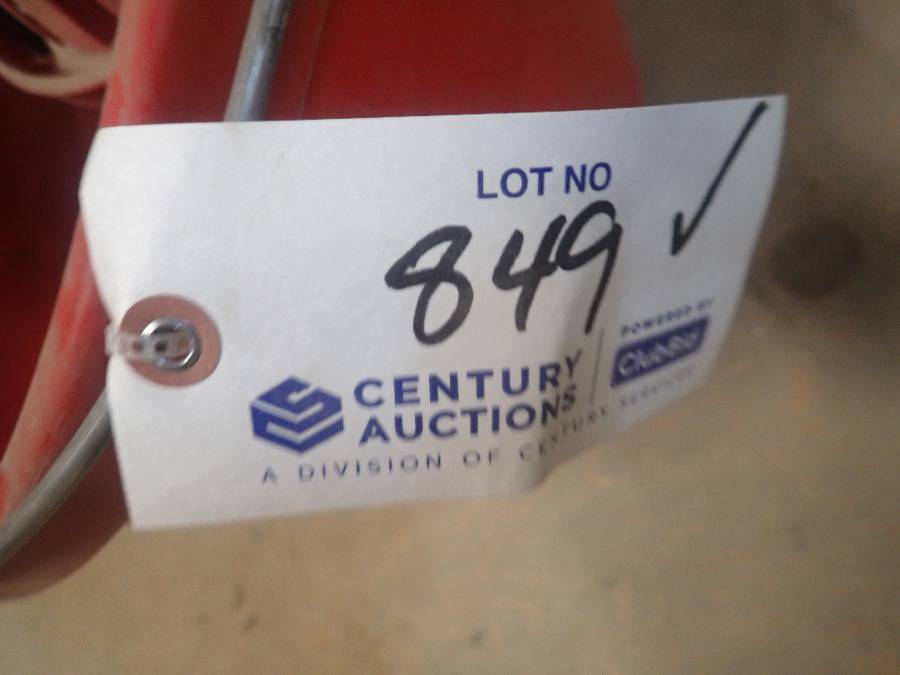 LOT NO
849 ✓
POWERED BY
ClubBid
CENTURY
AUCTIONS
A DIVISION OF CENTURY SERVICES